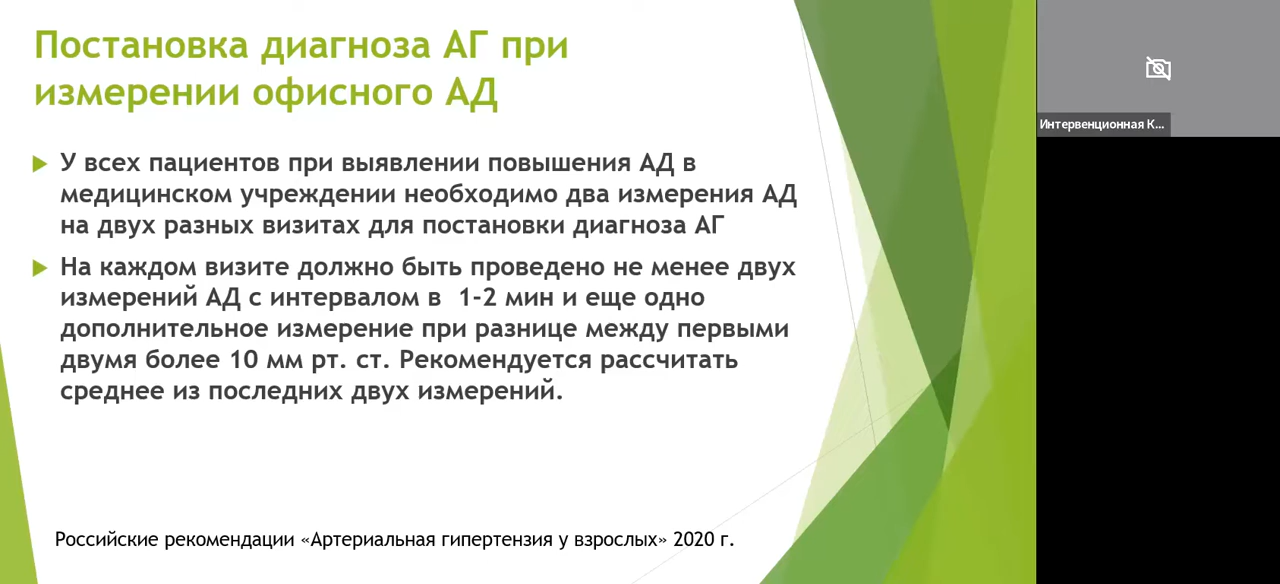 Постановка диагноза АГ при
измерении офисного АД
У всех пациентов при выявлении повышения АД в
медицинском учреждении необходимо два измерения АД
на двух разных визитах для постановки диагноза АГ
На каждом визите должно быть проведено не менее двух
измерений АД с интервалом в  1-2 мин и еще одно
дополнительное измерение при разнице между первыми
двумя более 10 мм рт. ст. Рекомендуется рассчитать
среднее из последних двух измерений.
Российские рекомендации «Артериальная гипертензия у взрослых» 2020 г.
Интервенционная К...